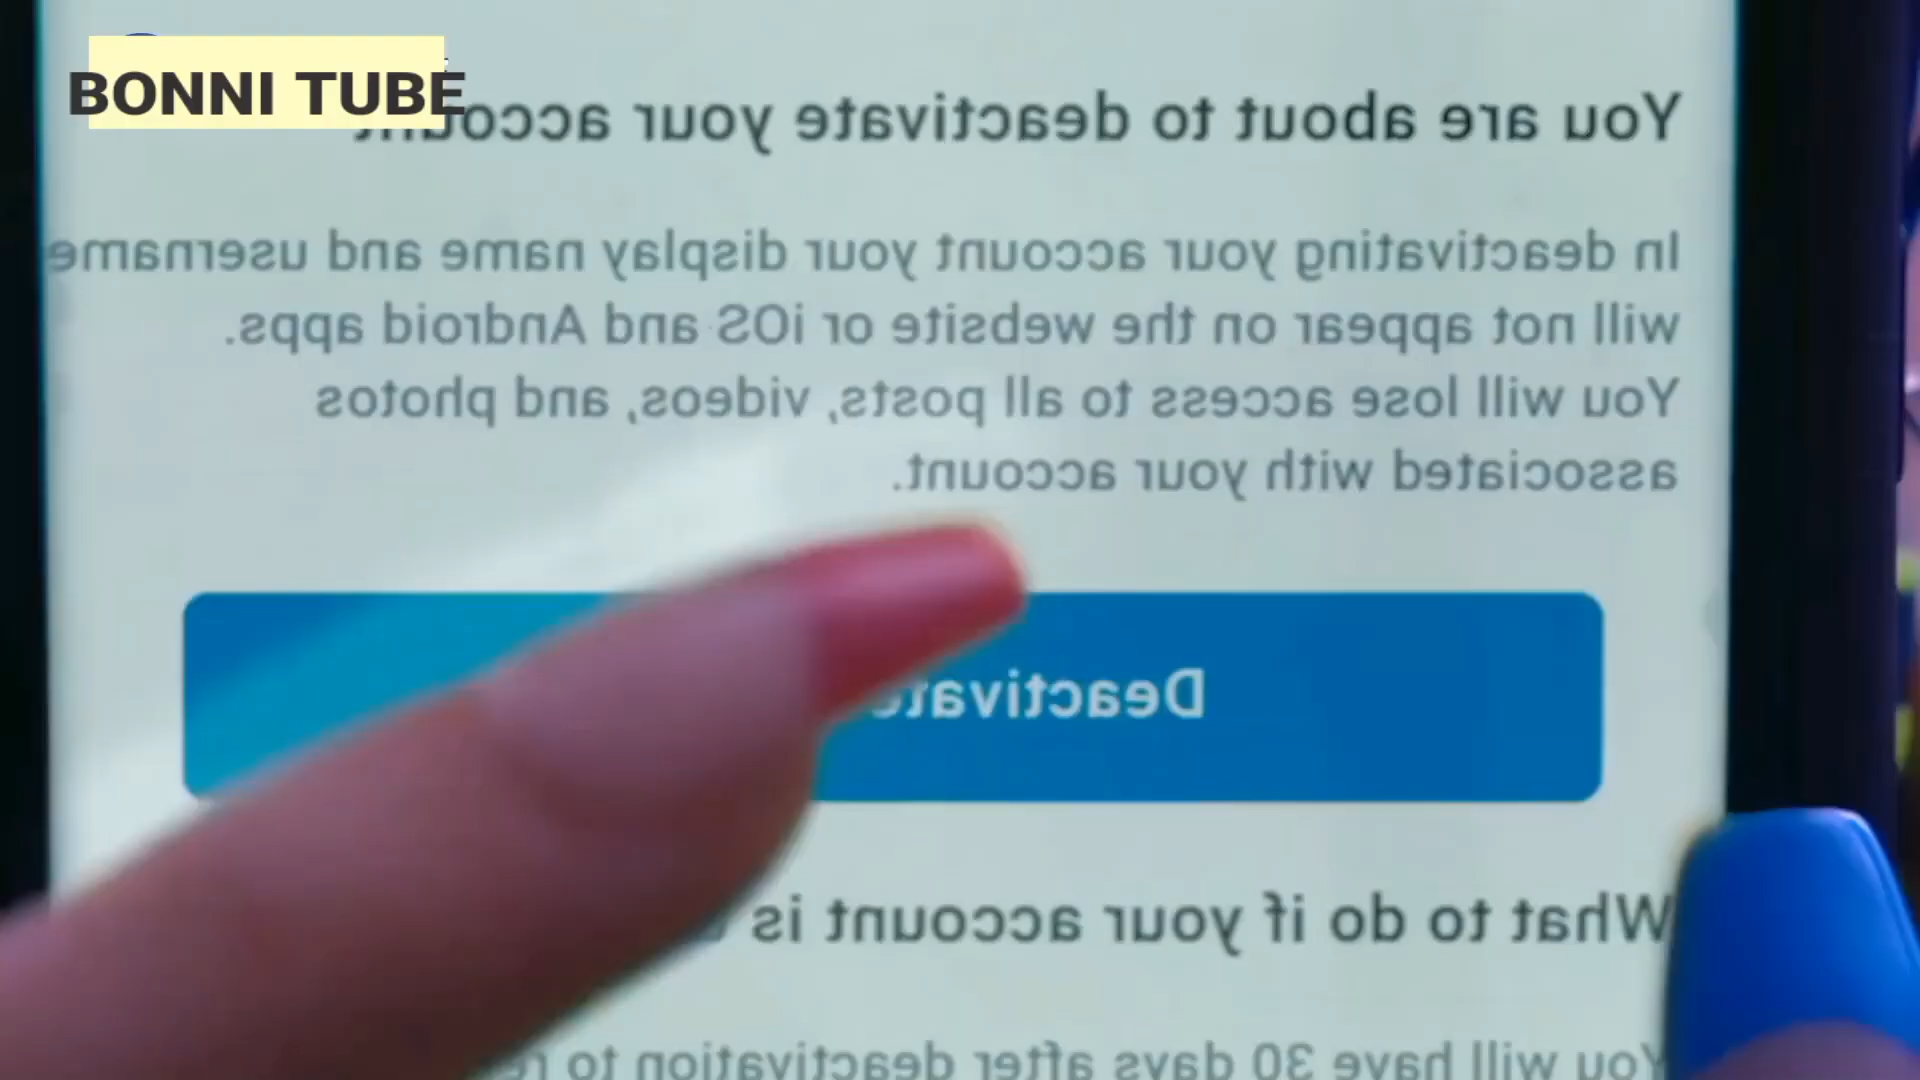 BONNI TUBE
You are about to deactivate your account
In deactivating your account your display name and username
will not appear on the website or iOS and Android apps.
You will lose access to all posts, videos, and photos
associated with your account.
Deactivate
What to do if your account is
You will have 30 days after deactivation to